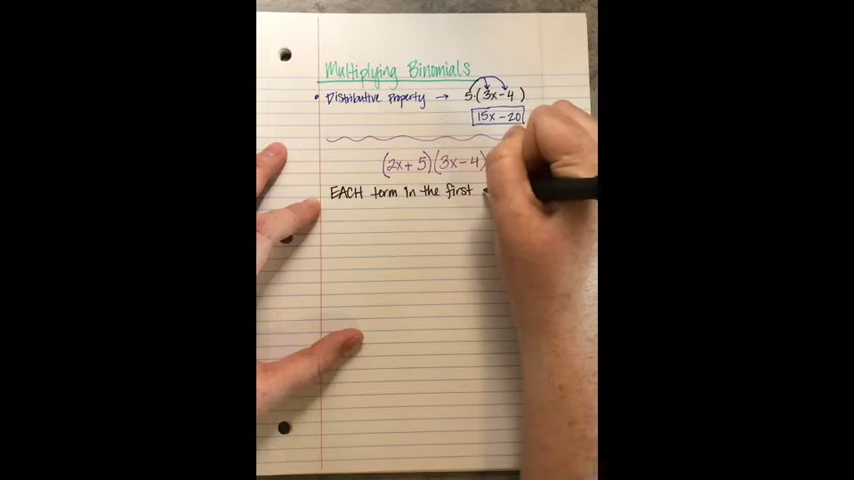 Multiplying Binomials
• Distributive Property → 5·(3x-4)
15x-20
(2x+5)(3x-4)
EACH term in the first